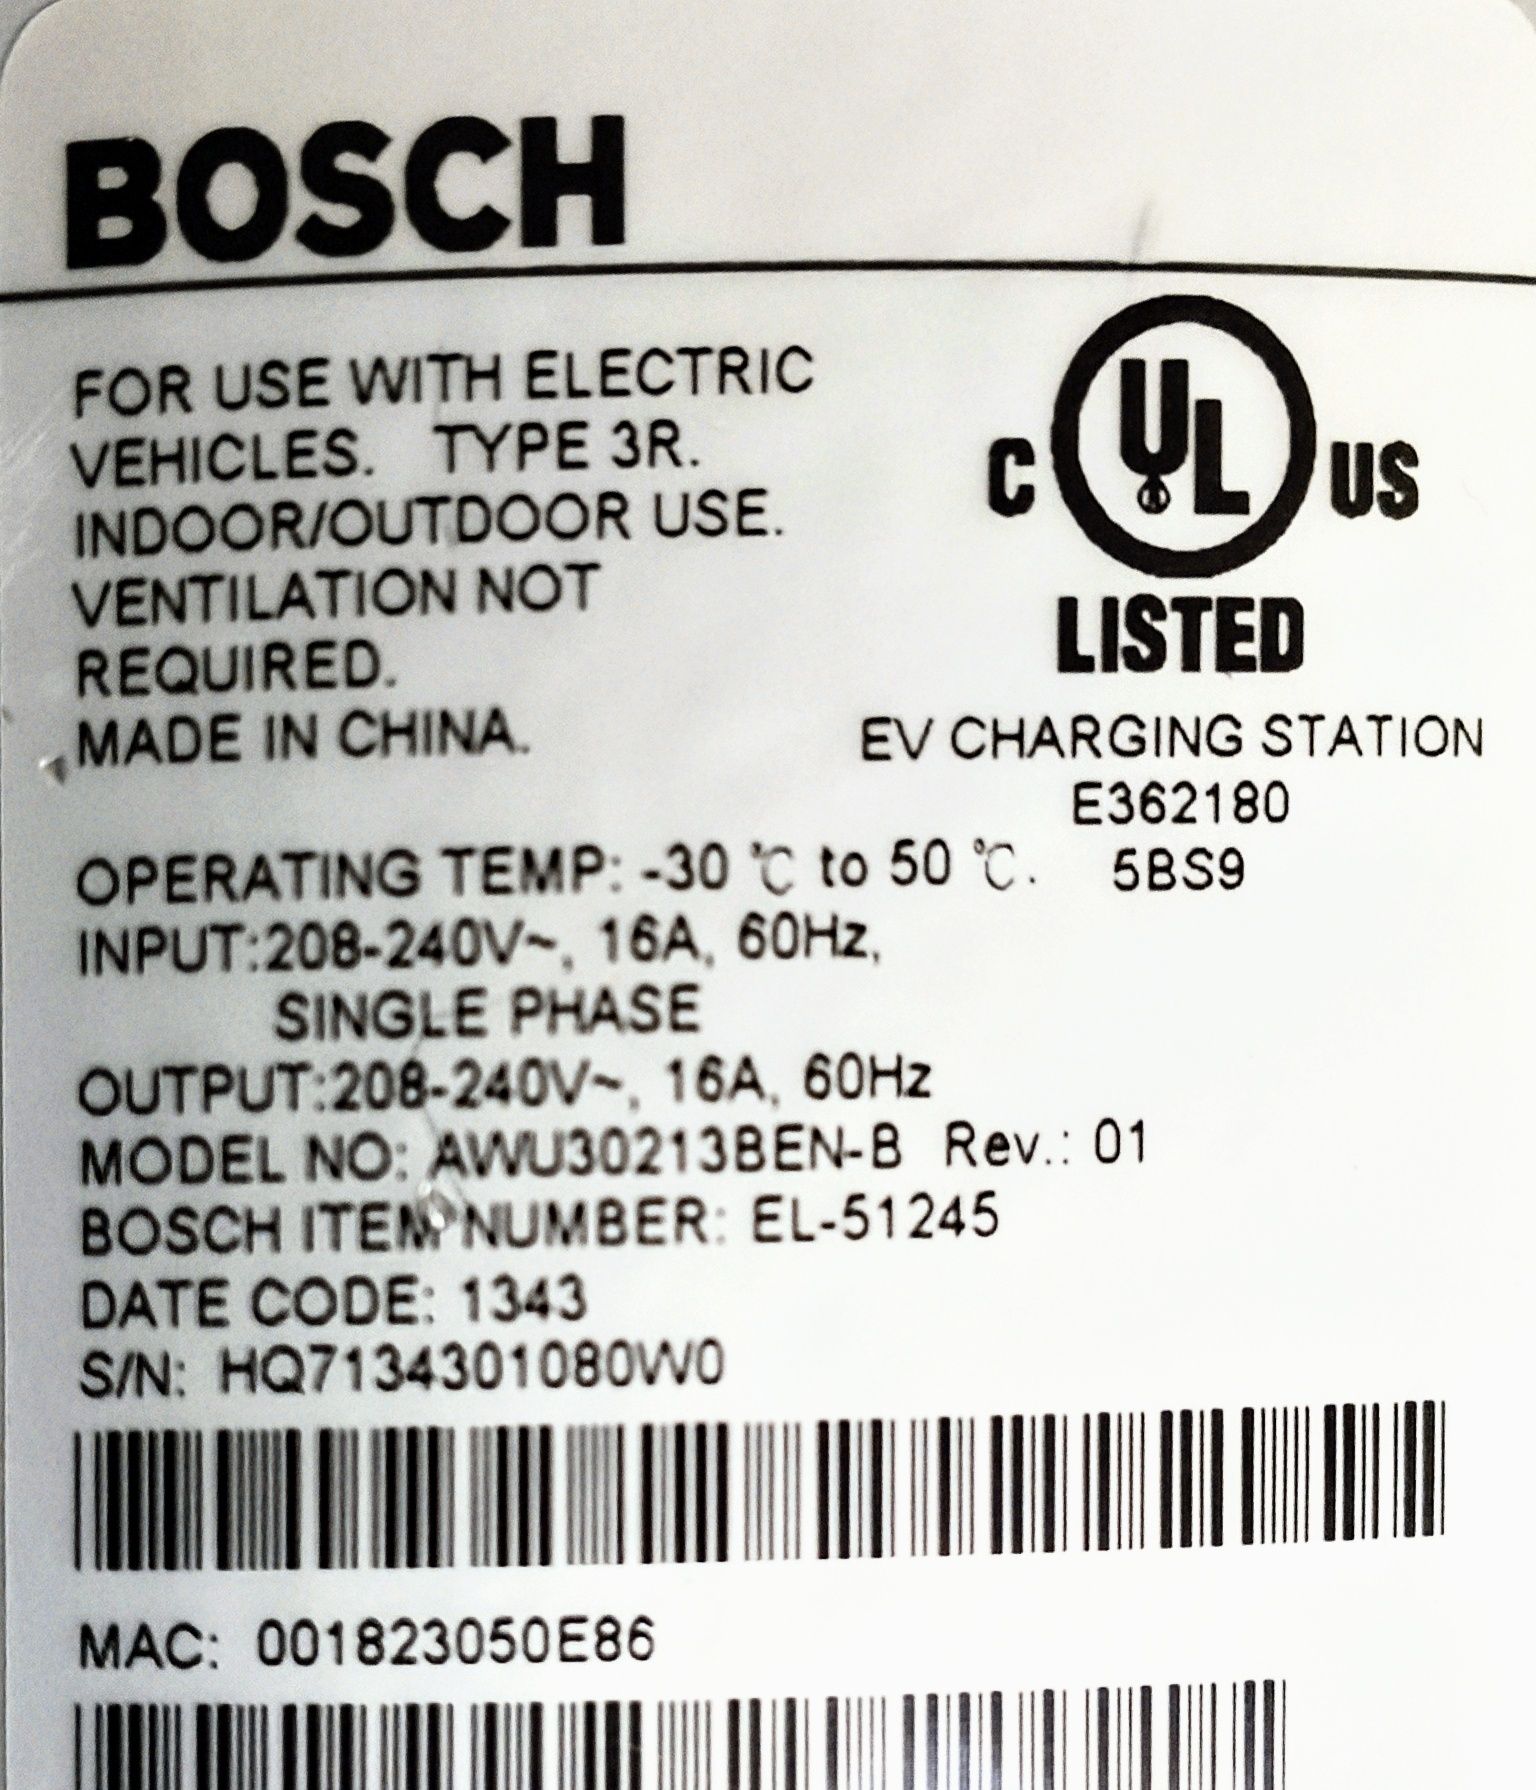 BOSCH
FOR USE WITH ELECTRIC
VEHICLES. TYPE 3R.
INDOOR/OUTDOOR USE.
VENTILATION NOT
REQUIRED.
MADE IN CHINA.
C UL US
LISTED
EV CHARGING STATION
E362180
5BS9
OPERATING TEMP: -30 ℃ to 50 ℃.
INPUT:208-240V~, 16A, 60Hz,
SINGLE PHASE
OUTPUT:208-240V~, 16A, 60Hz
MODEL NO: AWU30213BEN-B Rev.: 01
BOSCH ITEM NUMBER: EL-51245
DATE CODE: 1343
S/N: HQ7134301080W0
MAC: 001823050E86